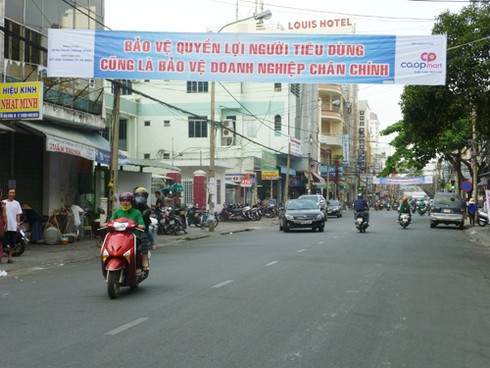 LOUIS HOTEL
BẢO VỆ QUYỀN LỢI NGƯỜI TIÊU DÙNG
CŨNG LÀ BẢO VỆ DOANH NGHIỆP CHÂN CHÍNH
co.opmart
HIỆU KÍNH
NHẬT MINH